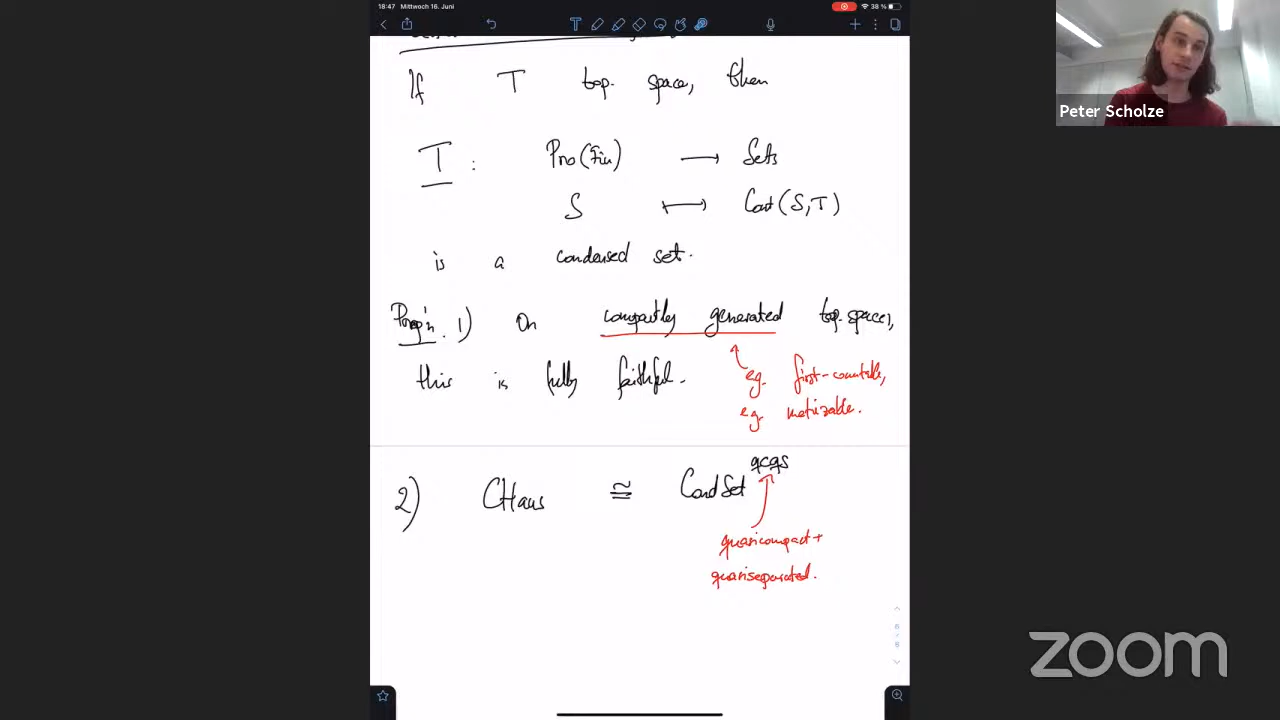 18:47 Mittwoch 16. Juni
38 %
If T top. space, then
T : Pro(Fin) → Sets
S ↦ Cont(S,T)
is a condensed set.
Prop'n. 1) On compactly generated top. spaces,
this is fully faithful.
e.g. first-countable,
e.g. metrizable.
2) CHaus ≅ CondSet^qcqs
quasicompact +
quasiseparated.
Peter Scholze
zoom